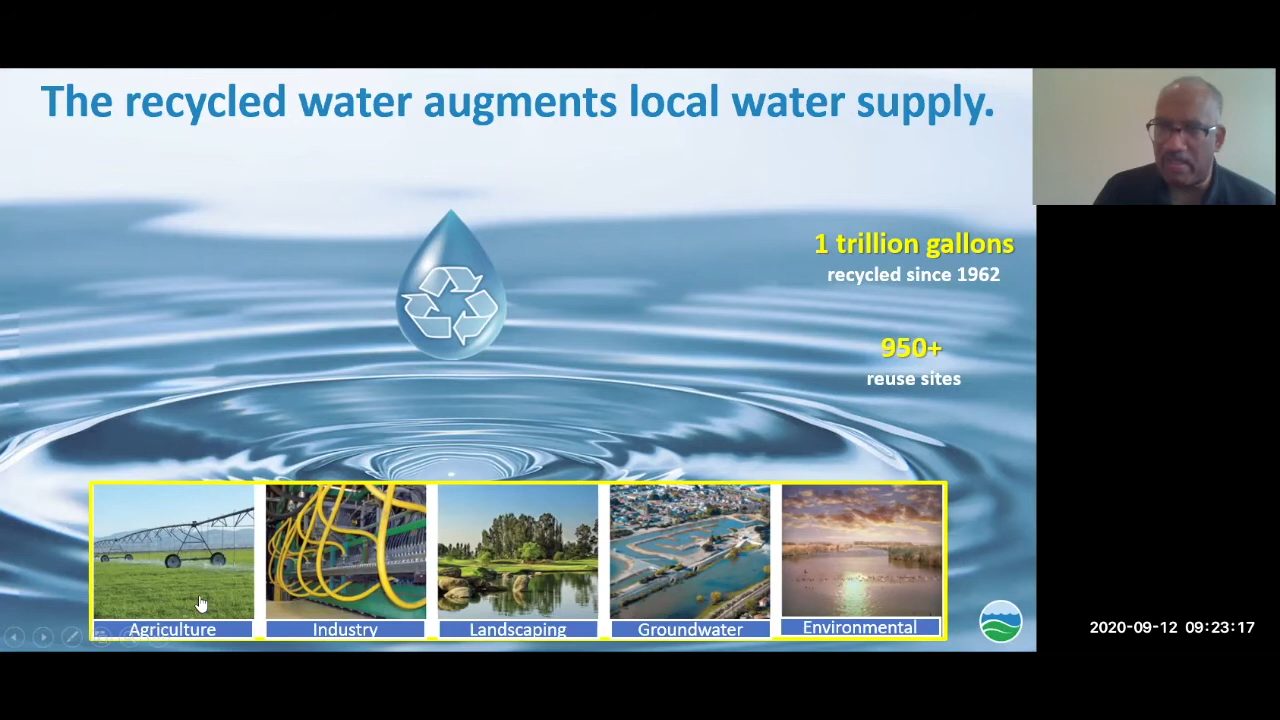 The recycled water augments local water supply.
1 trillion gallons
recycled since 1962
950+
reuse sites
Agriculture
Industry
Landscaping
Groundwater
Environmental
2020-09-12 09:23:17